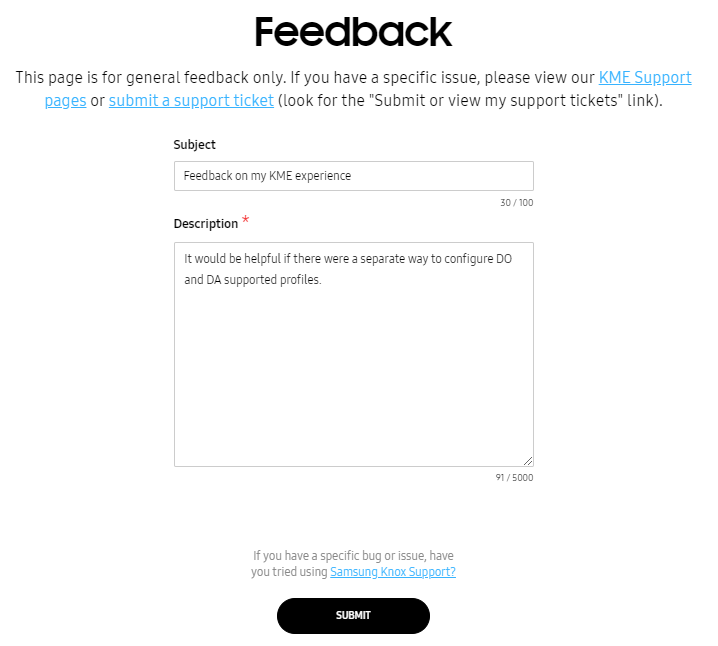 Feedback
This page is for general feedback only. If you have a specific issue, please view our KME Support
pages or submit a support ticket (look for the "Submit or view my support tickets" link).
Subject
Feedback on my KME experience
30 / 100
Description *
It would be helpful if there were a separate way to configure DO
and DA supported profiles.
91 / 5000
If you have a specific bug or issue, have
you tried using Samsung Knox Support?
SUBMIT